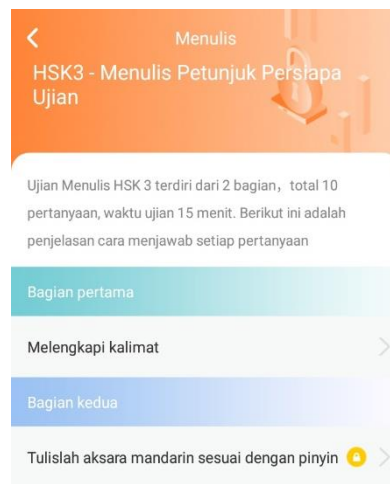 Menulis
HSK3 - Menulis Petunjuk Persiapa
Ujian
Ujian Menulis HSK 3 terdiri dari 2 bagian，total 10
pertanyaan, waktu ujian 15 menit. Berikut ini adalah
penjelasan cara menjawab setiap pertanyaan
Bagian pertama
Melengkapi kalimat
Bagian kedua
Tulislah aksara mandarin sesuai dengan pinyin